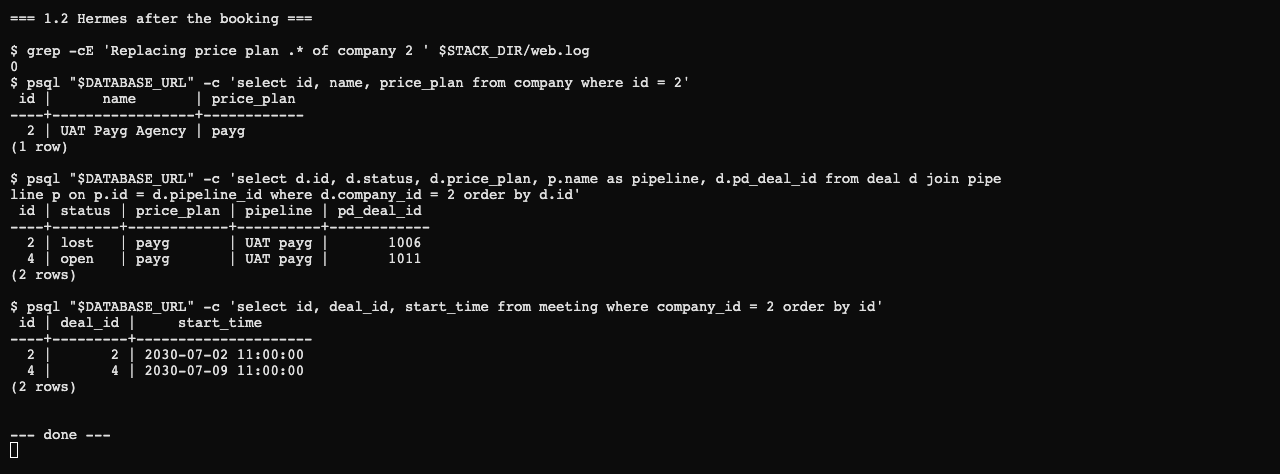 === 1.2 Hermes after the booking ===
$ grep -cE 'Replacing price plan .* of company 2 ' $STACK_DIR/web.log
0
$ psql "$DATABASE_URL" -c 'select id, name, price_plan from company where id = 2'
 id |      name       | price_plan
----+-----------------+------------
  2 | UAT Payg Agency | payg
(1 row)
$ psql "$DATABASE_URL" -c 'select d.id, d.status, d.price_plan, p.name as pipeline, d.pd_deal_id from deal d join pipe
line p on p.id = d.pipeline_id where d.company_id = 2 order by d.id'
 id | status | price_plan | pipeline | pd_deal_id
----+--------+------------+----------+------------
  2 | lost   | payg       | UAT payg |       1006
  4 | open   | payg       | UAT payg |       1011
(2 rows)
$ psql "$DATABASE_URL" -c 'select id, deal_id, start_time from meeting where company_id = 2 order by id'
 id | deal_id |     start_time
----+---------+---------------------
  2 |       2 | 2030-07-02 11:00:00
  4 |       4 | 2030-07-09 11:00:00
(2 rows)
--- done ---